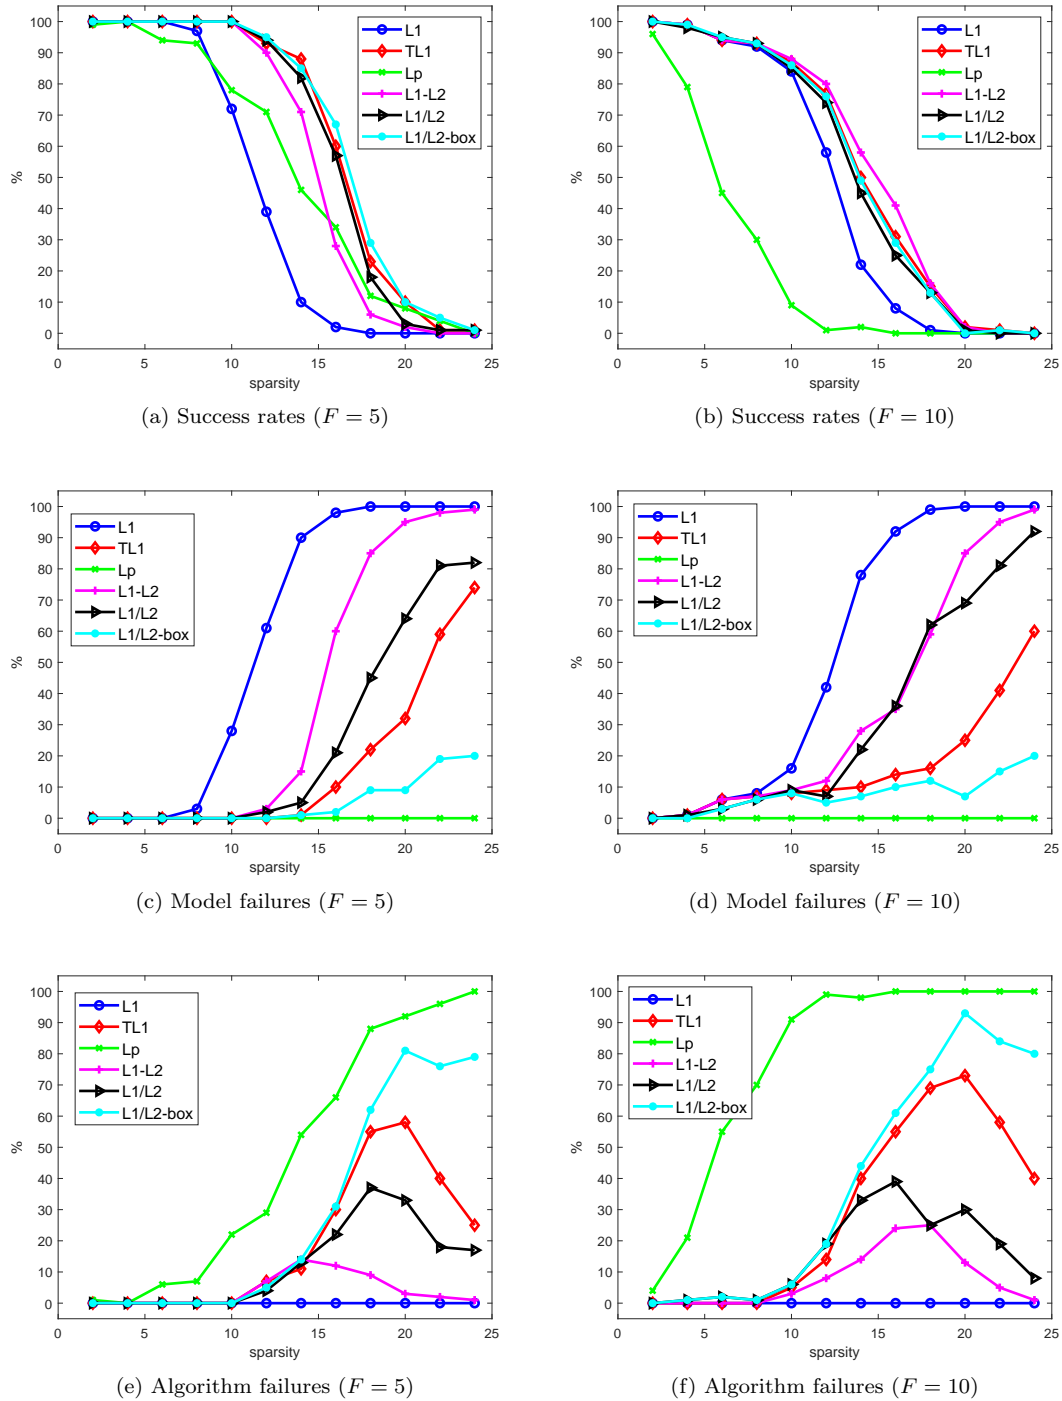 100
90
80
70
60
50
40
30
20
10
0
%
0 5 10 15 20 25
sparsity
L1
TL1
Lp
L1-L2
L1/L2
L1/L2-box
(a) Success rates (F = 5)
100
90
80
70
60
50
40
30
20
10
0
%
0 5 10 15 20 25
sparsity
L1
TL1
Lp
L1-L2
L1/L2
L1/L2-box
(b) Success rates (F = 10)
100
90
80
70
60
50
40
30
20
10
0
%
0 5 10 15 20 25
sparsity
L1
TL1
Lp
L1-L2
L1/L2
L1/L2-box
(c) Model failures (F = 5)
100
90
80
70
60
50
40
30
20
10
0
%
0 5 10 15 20 25
sparsity
L1
TL1
Lp
L1-L2
L1/L2
L1/L2-box
(d) Model failures (F = 10)
100
90
80
70
60
50
40
30
20
10
0
%
0 5 10 15 20 25
sparsity
L1
TL1
Lp
L1-L2
L1/L2
L1/L2-box
(e) Algorithm failures (F = 5)
100
90
80
70
60
50
40
30
20
10
0
%
0 5 10 15 20 25
sparsity
L1
TL1
Lp
L1-L2
L1/L2
L1/L2-box
(f) Algorithm failures (F = 10)